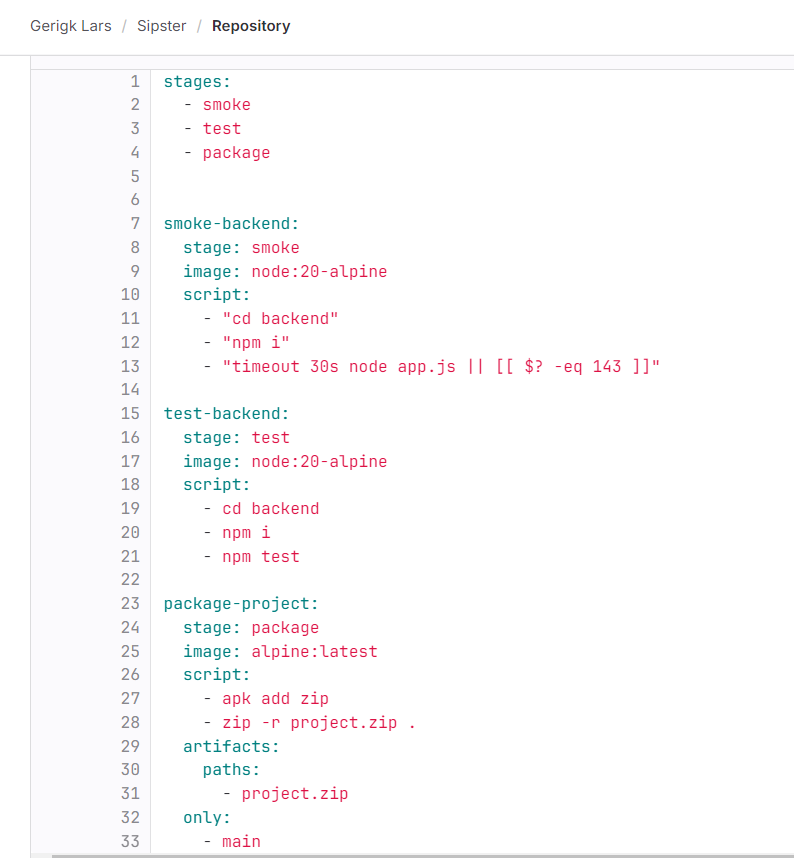 Gerigk Lars / Sipster / Repository
1 stages:
2   - smoke
3   - test
4   - package
5
6
7 smoke-backend:
8   stage: smoke
9   image: node:20-alpine
10   script:
11     - "cd backend"
12     - "npm i"
13     - "timeout 30s node app.js || [[ $? -eq 143 ]]"
14
15 test-backend:
16   stage: test
17   image: node:20-alpine
18   script:
19     - cd backend
20     - npm i
21     - npm test
22
23 package-project:
24   stage: package
25   image: alpine:latest
26   script:
27     - apk add zip
28     - zip -r project.zip .
29   artifacts:
30     paths:
31       - project.zip
32   only:
33     - main